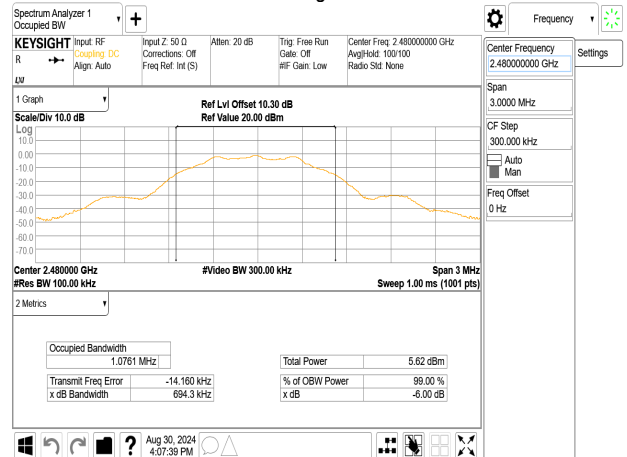 Spectrum Analyzer 1
Occupied BW
Frequency
KEYSIGHT
R
Input: RF
Coupling: DC
Align: Auto
Input Z: 50 Ω
Corrections: Off
Freq Ref: Int (S)
Atten: 20 dB
Trig: Free Run
Gate: Off
#IF Gain: Low
Center Freq: 2.480000000 GHz
Avg|Hold: 100/100
Radio Std: None
Center Frequency
2.480000000 GHz
Settings
Span
3.0000 MHz
CF Step
300.000 kHz
Auto
Man
Freq Offset
0 Hz
1 Graph
Scale/Div 10.0 dB
Ref Lvl Offset 10.30 dB
Ref Value 20.00 dBm
Log
10.0
0.00
-10.0
-20.0
-30.0
-40.0
-50.0
-60.0
-70.0
Center 2.480000 GHz
#Video BW 300.00 kHz
Span 3 MHz
#Res BW 100.00 kHz
Sweep 1.00 ms (1001 pts)
2 Metrics
Occupied Bandwidth
1.0761 MHz
Total Power 5.62 dBm
Transmit Freq Error -14.160 kHz
% of OBW Power 99.00 %
x dB Bandwidth 694.3 kHz
x dB -6.00 dB
?
Aug 30, 2024
4:07:39 PM